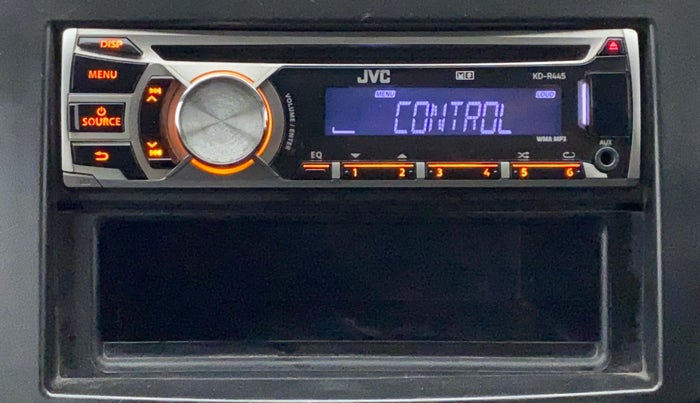 DISP
JVC
KD-R445
MENU
MENU
LOUD
CONTROL
SOURCE
VOLUME / ENTER
WMA MP3
AUX
EQ
1 2 3 4 5 6